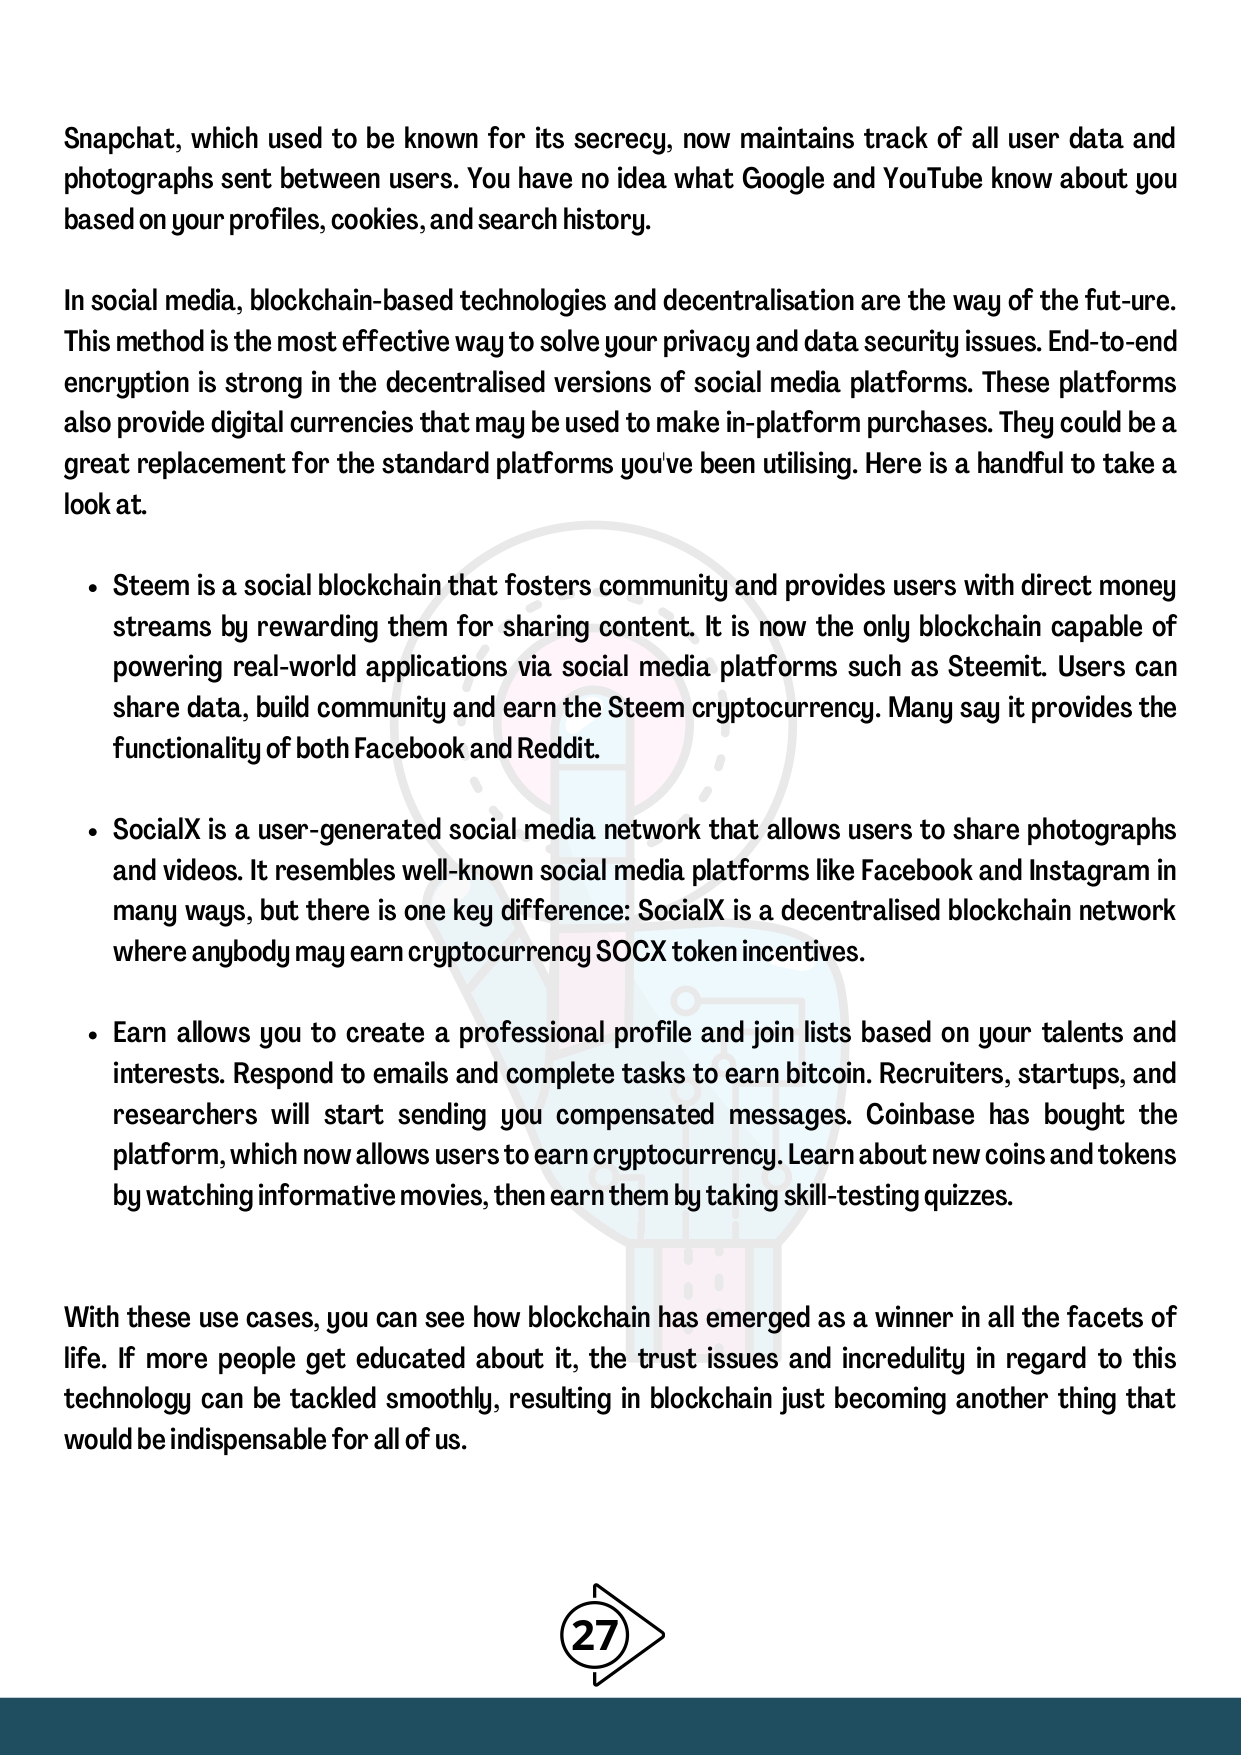 Snapchat, which used to be known for its secrecy, now maintains track of all user data and
photographs sent between users. You have no idea what Google and YouTube know about you
based on your profiles, cookies, and search history.
In social media, blockchain-based technologies and decentralisation are the way of the fut-ure.
This method is the most effective way to solve your privacy and data security issues. End-to-end
encryption is strong in the decentralised versions of social media platforms. These platforms
also provide digital currencies that may be used to make in-platform purchases. They could be a
great replacement for the standard platforms you've been utilising. Here is a handful to take a
look at.
• Steem is a social blockchain that fosters community and provides users with direct money
streams by rewarding them for sharing content. It is now the only blockchain capable of
powering real-world applications via social media platforms such as Steemit. Users can
share data, build community and earn the Steem cryptocurrency. Many say it provides the
functionality of both Facebook and Reddit.
• SocialX is a user-generated social media network that allows users to share photographs
and videos. It resembles well-known social media platforms like Facebook and Instagram in
many ways, but there is one key difference: SocialX is a decentralised blockchain network
where anybody may earn cryptocurrency SOCX token incentives.
• Earn allows you to create a professional profile and join lists based on your talents and
interests. Respond to emails and complete tasks to earn bitcoin. Recruiters, startups, and
researchers will start sending you compensated messages. Coinbase has bought the
platform, which now allows users to earn cryptocurrency. Learn about new coins and tokens
by watching informative movies, then earn them by taking skill-testing quizzes.
With these use cases, you can see how blockchain has emerged as a winner in all the facets of
life. If more people get educated about it, the trust issues and incredulity in regard to this
technology can be tackled smoothly, resulting in blockchain just becoming another thing that
would be indispensable for all of us.
27